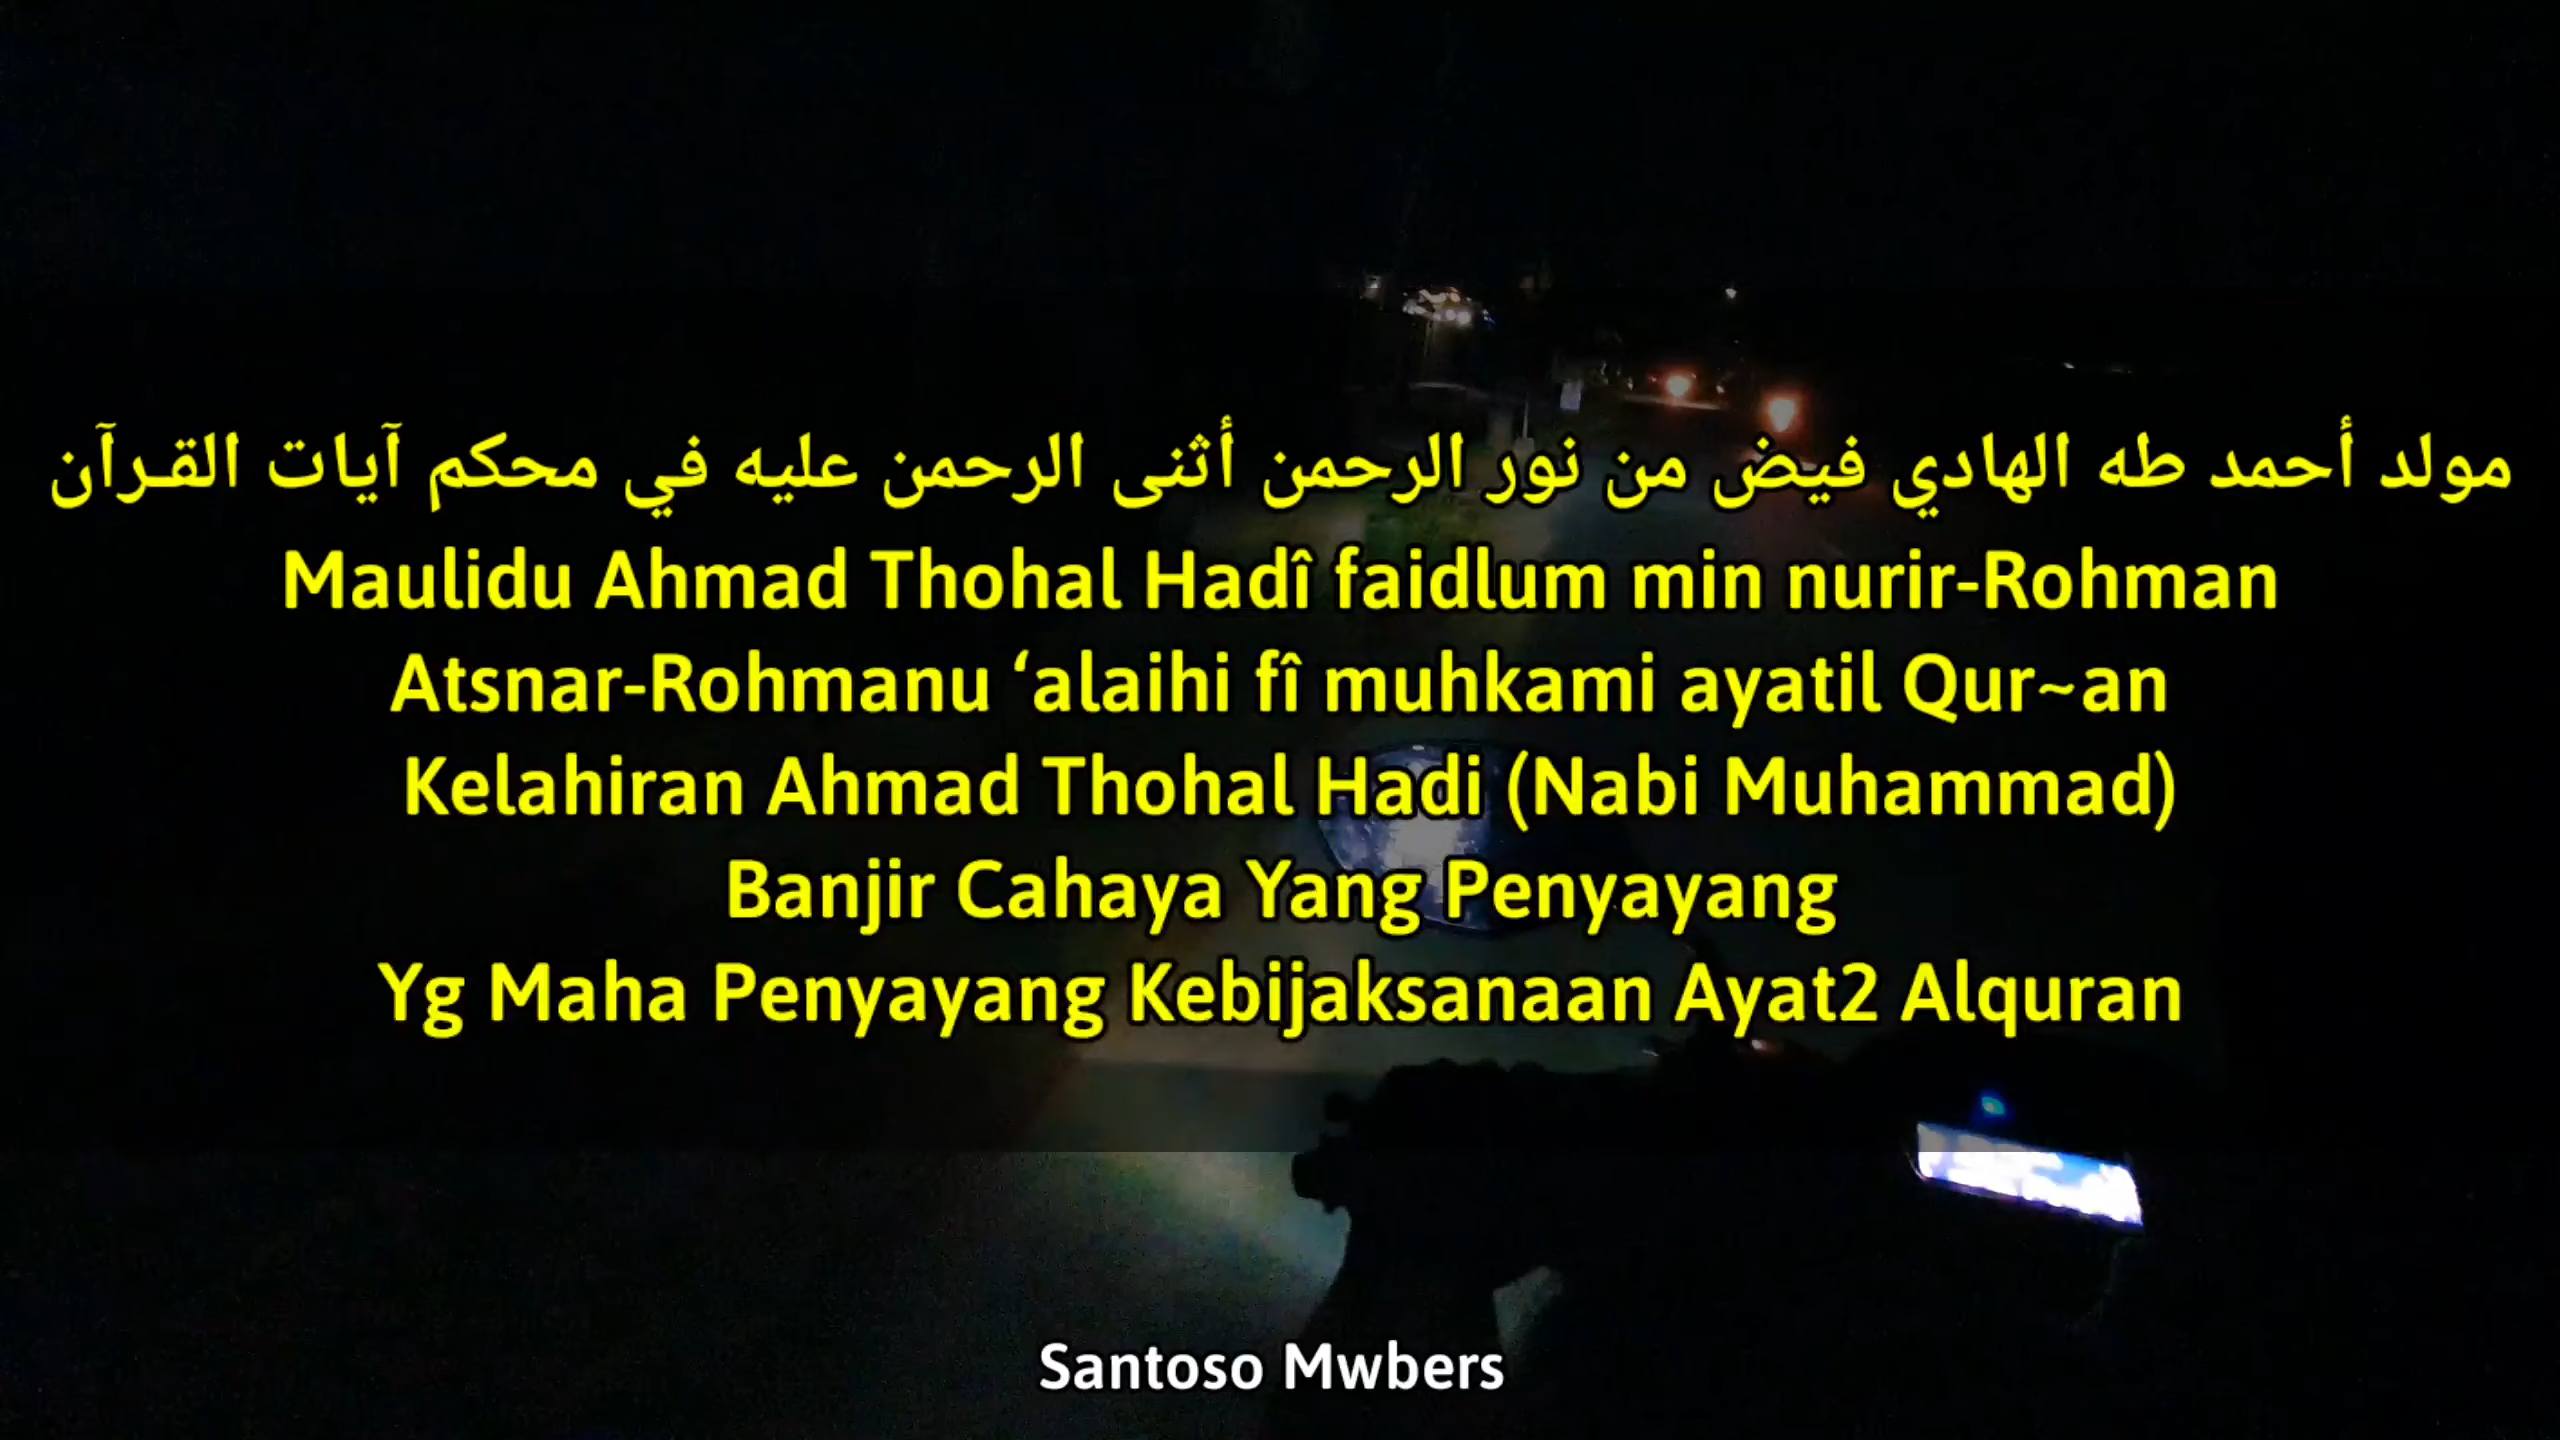 مولد أحمد طه الهادي فيض من نور الرحمن أثنى الرحمن عليه في محكم آيات القـرآن
Maulidu Ahmad Thohal Hadî faidlum min nurir-Rohman
Atsnar-Rohmanu ‘alaihi fî muhkami ayatil Qur~an
Kelahiran Ahmad Thohal Hadi (Nabi Muhammad)
Banjir Cahaya Yang Penyayang
Yg Maha Penyayang Kebijaksanaan Ayat2 Alquran
Santoso Mwbers